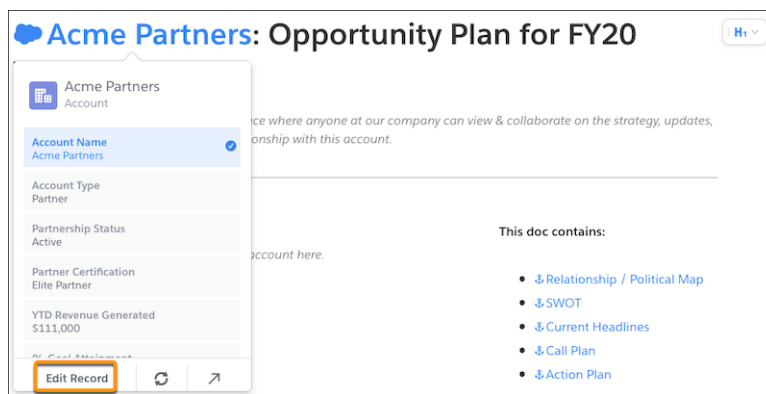 Acme Partners: Opportunity Plan for FY20
H1
Acme Partners
Account
ce where anyone at our company can view & collaborate on the strategy, updates,
onship with this account.
Account Name
Acme Partners
Account Type
Partner
Partnership Status
Active
account here.
Partner Certification
Elite Partner
YTD Revenue Generated
$111,000
% Goal Attainment
Edit Record
This doc contains:
Relationship / Political Map
SWOT
Current Headlines
Call Plan
Action Plan